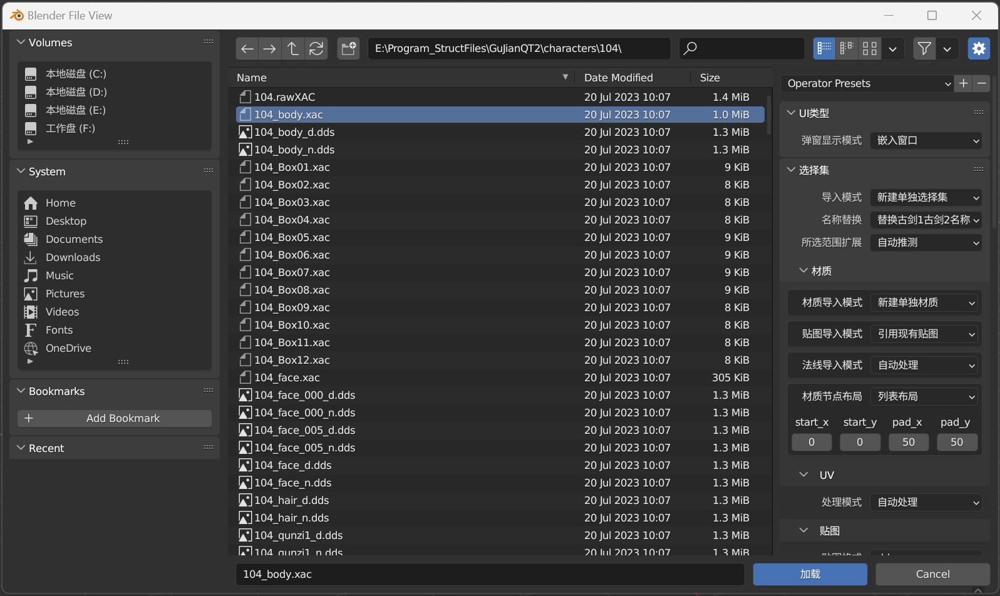 Blender File View
Volumes
本地磁盘 (C:)
本地磁盘 (D:)
本地磁盘 (E:)
工作盘 (F:)
System
Home
Desktop
Documents
Downloads
Music
Pictures
Videos
Fonts
OneDrive
Bookmarks
Add Bookmark
Recent
E:\Program_StructFiles\GuJianQT2\characters\104\
Name Date Modified Size
104.rawXAC 20 Jul 2023 10:07 1.4 MiB
104_body.xac 20 Jul 2023 10:07 1.0 MiB
104_body_d.dds 20 Jul 2023 10:07 1.3 MiB
104_body_n.dds 20 Jul 2023 10:07 1.3 MiB
104_Box01.xac 20 Jul 2023 10:07 9 KiB
104_Box02.xac 20 Jul 2023 10:07 8 KiB
104_Box03.xac 20 Jul 2023 10:07 8 KiB
104_Box04.xac 20 Jul 2023 10:07 8 KiB
104_Box05.xac 20 Jul 2023 10:07 9 KiB
104_Box06.xac 20 Jul 2023 10:07 9 KiB
104_Box07.xac 20 Jul 2023 10:07 9 KiB
104_Box08.xac 20 Jul 2023 10:07 9 KiB
104_Box09.xac 20 Jul 2023 10:07 8 KiB
104_Box10.xac 20 Jul 2023 10:07 8 KiB
104_Box11.xac 20 Jul 2023 10:07 8 KiB
104_Box12.xac 20 Jul 2023 10:07 8 KiB
104_face.xac 20 Jul 2023 10:07 305 KiB
104_face_000_d.dds 20 Jul 2023 10:07 1.3 MiB
104_face_000_n.dds 20 Jul 2023 10:07 1.3 MiB
104_face_005_d.dds 20 Jul 2023 10:07 1.3 MiB
104_face_005_n.dds 20 Jul 2023 10:07 1.3 MiB
104_face_d.dds 20 Jul 2023 10:07 1.3 MiB
104_face_n.dds 20 Jul 2023 10:07 1.3 MiB
104_hair_d.dds 20 Jul 2023 10:07 1.3 MiB
104_hair_n.dds 20 Jul 2023 10:07 1.3 MiB
104_qunzi1_d.dds 20 Jul 2023 10:07 1.3 MiB
104_qunzi1_n.dds 20 Jul 2023 10:07 1.3 MiB
104_body.xac
Operator Presets
UI类型
弹窗显示模式 嵌入窗口
选择集
导入模式 新建单独选择集
名称替换 替换古剑1古剑2名称
所选范围扩展 自动推测
材质
材质导入模式 新建单独材质
贴图导入模式 引用现有贴图
法线导入模式 自动处理
材质节点布局 列表布局
start_x start_y pad_x pad_y
0 0 50 50
UV
处理模式 自动处理
贴图
加载 Cancel